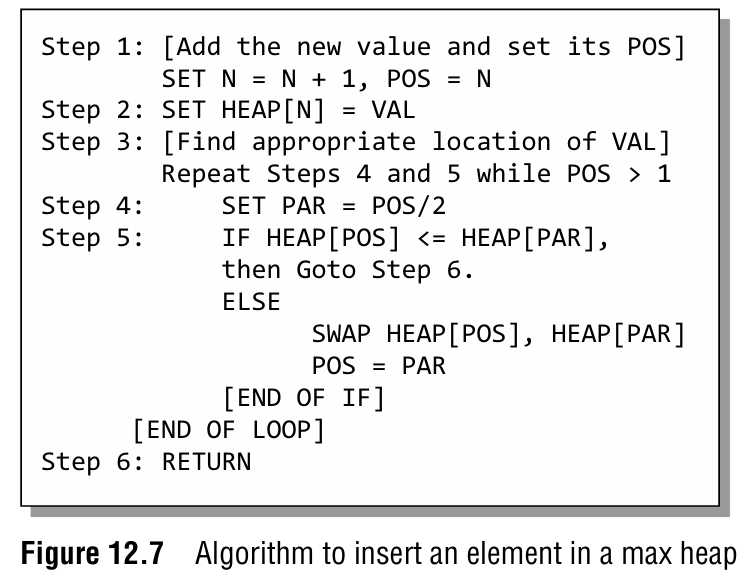 Step 1: [Add the new value and set its POS]
SET N = N + 1, POS = N
Step 2: SET HEAP[N] = VAL
Step 3: [Find appropriate location of VAL]
Repeat Steps 4 and 5 while POS > 1
Step 4: SET PAR = POS/2
Step 5: IF HEAP[POS] <= HEAP[PAR],
then Goto Step 6.
ELSE
SWAP HEAP[POS], HEAP[PAR]
POS = PAR
[END OF IF]
[END OF LOOP]
Step 6: RETURN
Figure 12.7 Algorithm to insert an element in a max heap